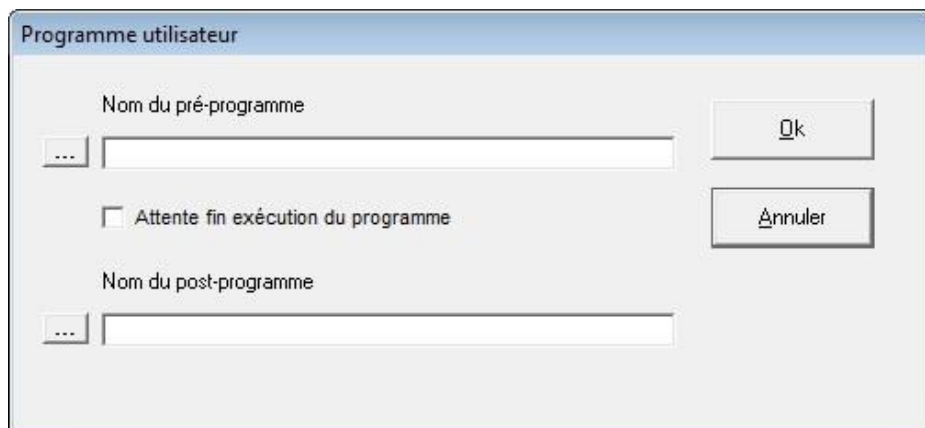 Programme utilisateur
Nom du pré-programme
Ok
...
Attente fin exécution du programme
Annuler
Nom du post-programme
...